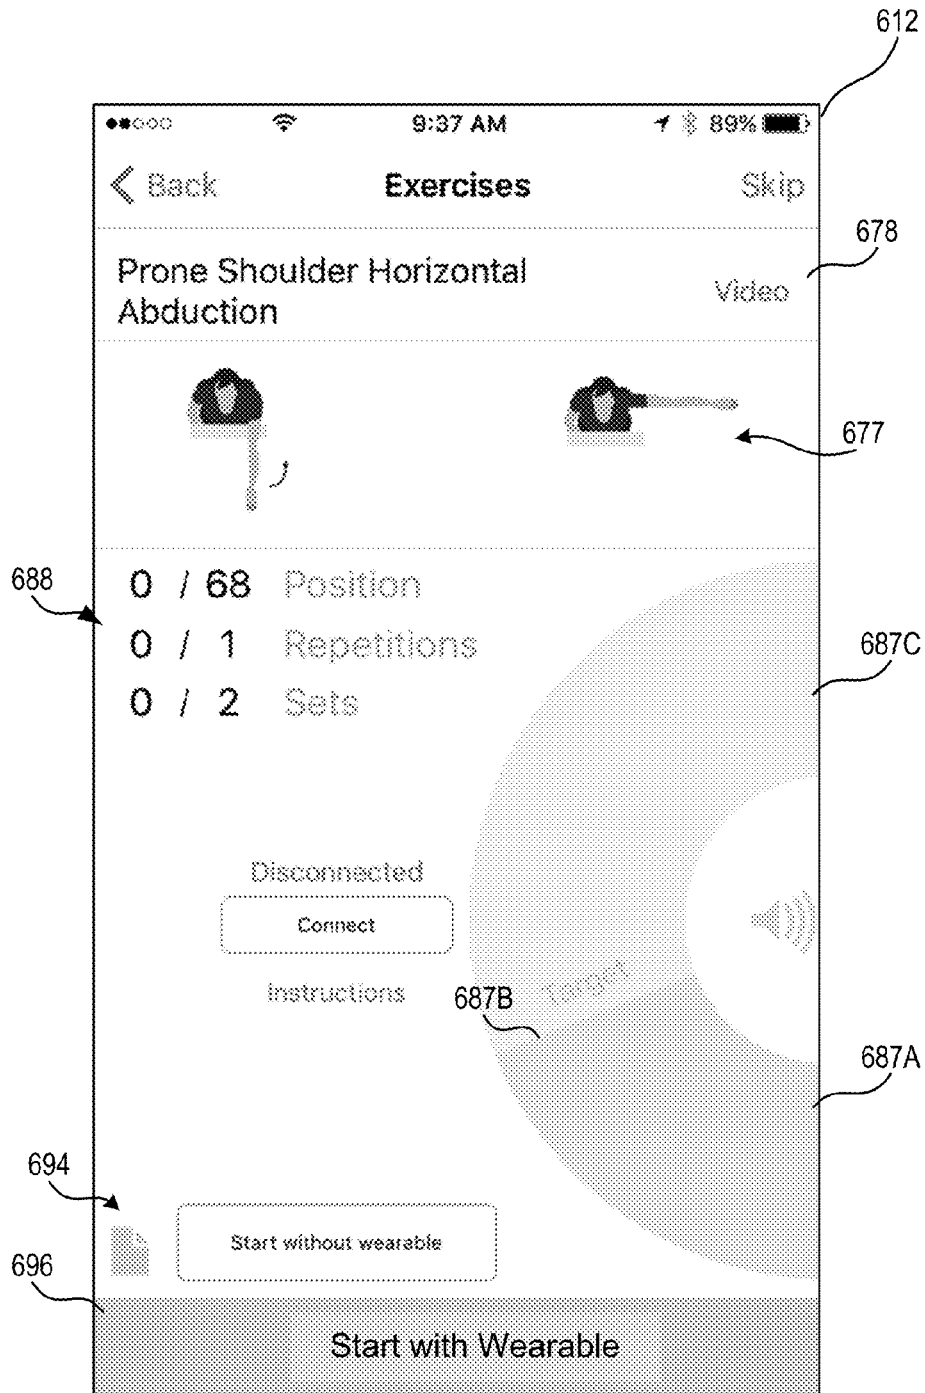 612
9:37 AM 89%
Back Exercises Skip
678
Prone Shoulder Horizontal
Abduction
Video
677
688
0 / 68 Position
0 / 1 Repetitions
0 / 2 Sets
687C
Disconnected
Connect
Instructions
Target
687B
687A
694
Start without wearable
696
Start with Wearable